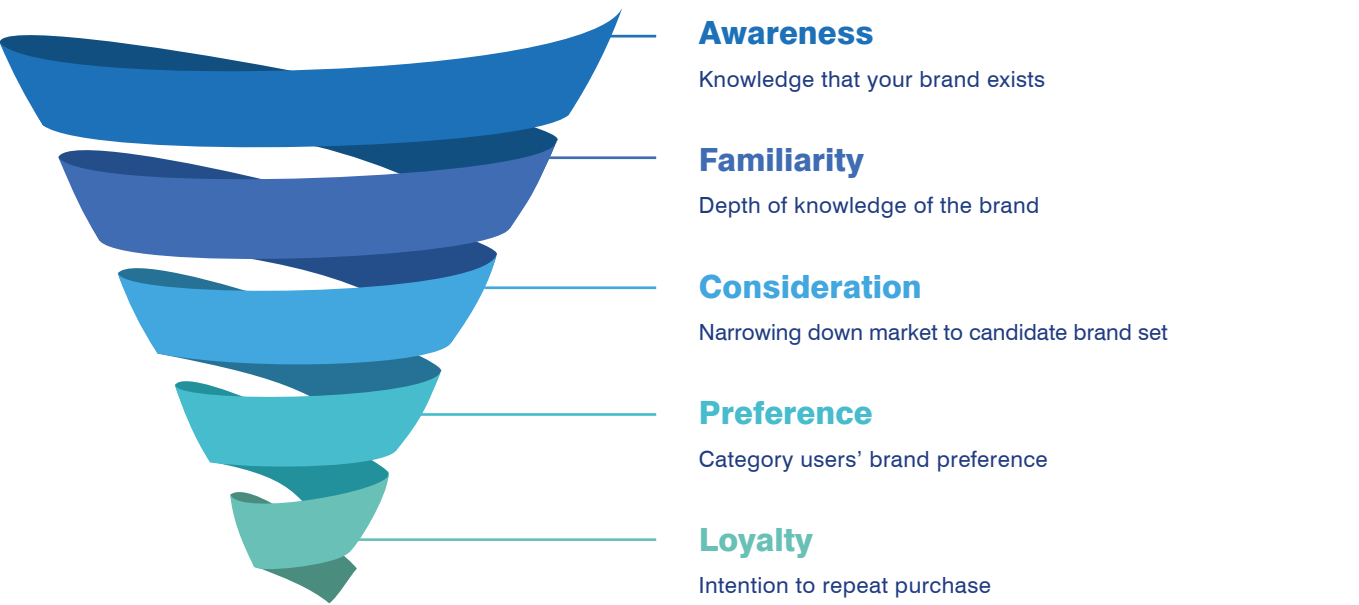 Awareness
Knowledge that your brand exists
Familiarity
Depth of knowledge of the brand
Consideration
Narrowing down market to candidate brand set
Preference
Category users’ brand preference
Loyalty
Intention to repeat purchase